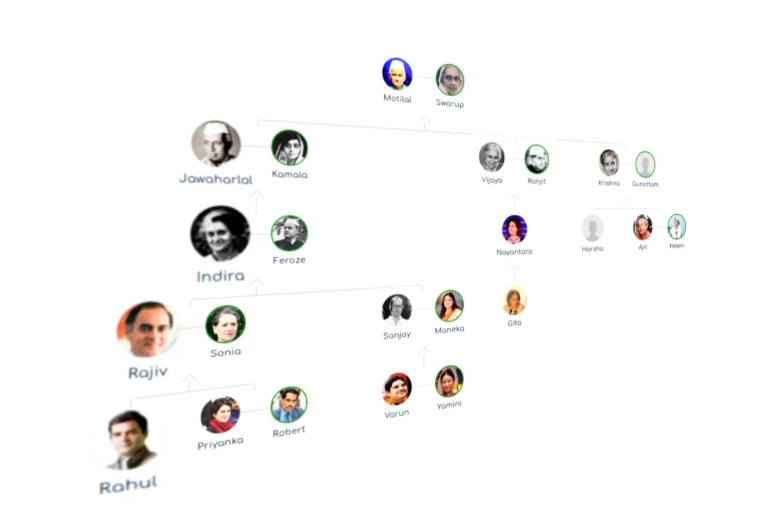 Motilal
Swarup
Jawaharlal
Kamala
Vijaya
Ranjit
Krishna
Gunottam
Indira
Feroze
Nayantara
Harsha
Ajit
Helen
Rajiv
Sonia
Sanjay
Maneka
Gita
Rahul
Priyanka
Robert
Varun
Yamini